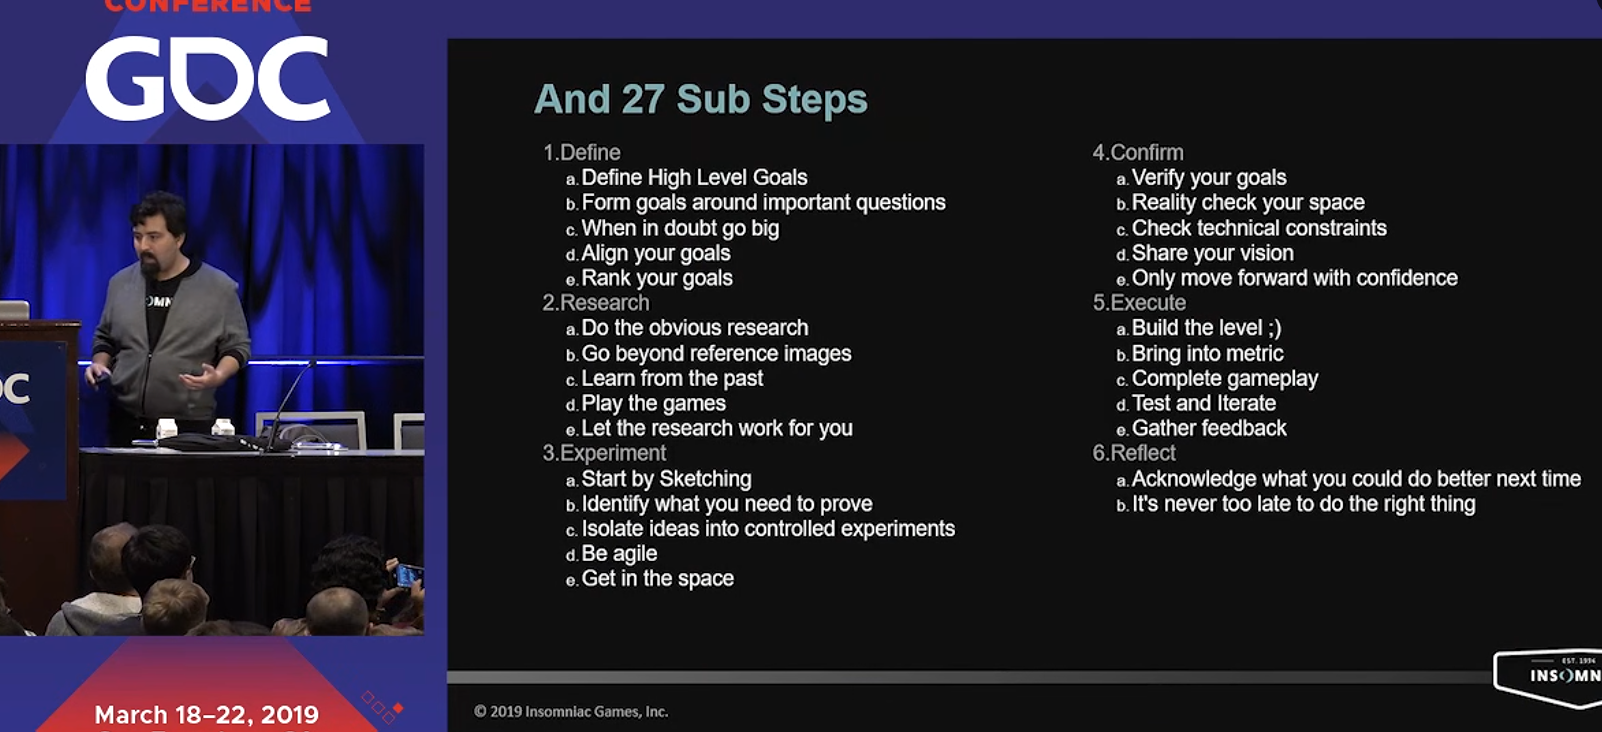 CONFERENCE
GDC
March 18–22, 2019
And 27 Sub Steps
1.Define
a.Define High Level Goals
b.Form goals around important questions
c.When in doubt go big
d.Align your goals
e.Rank your goals
2.Research
a.Do the obvious research
b.Go beyond reference images
c.Learn from the past
d.Play the games
e.Let the research work for you
3.Experiment
a.Start by Sketching
b.Identify what you need to prove
c.Isolate ideas into controlled experiments
d.Be agile
e.Get in the space
4.Confirm
a.Verify your goals
b.Reality check your space
c.Check technical constraints
d.Share your vision
e.Only move forward with confidence
5.Execute
a.Build the level ;)
b.Bring into metric
c.Complete gameplay
d.Test and Iterate
e.Gather feedback
6.Reflect
a.Acknowledge what you could do better next time
b.It's never too late to do the right thing
EST. 1994
INSOMN
© 2019 Insomniac Games, Inc.